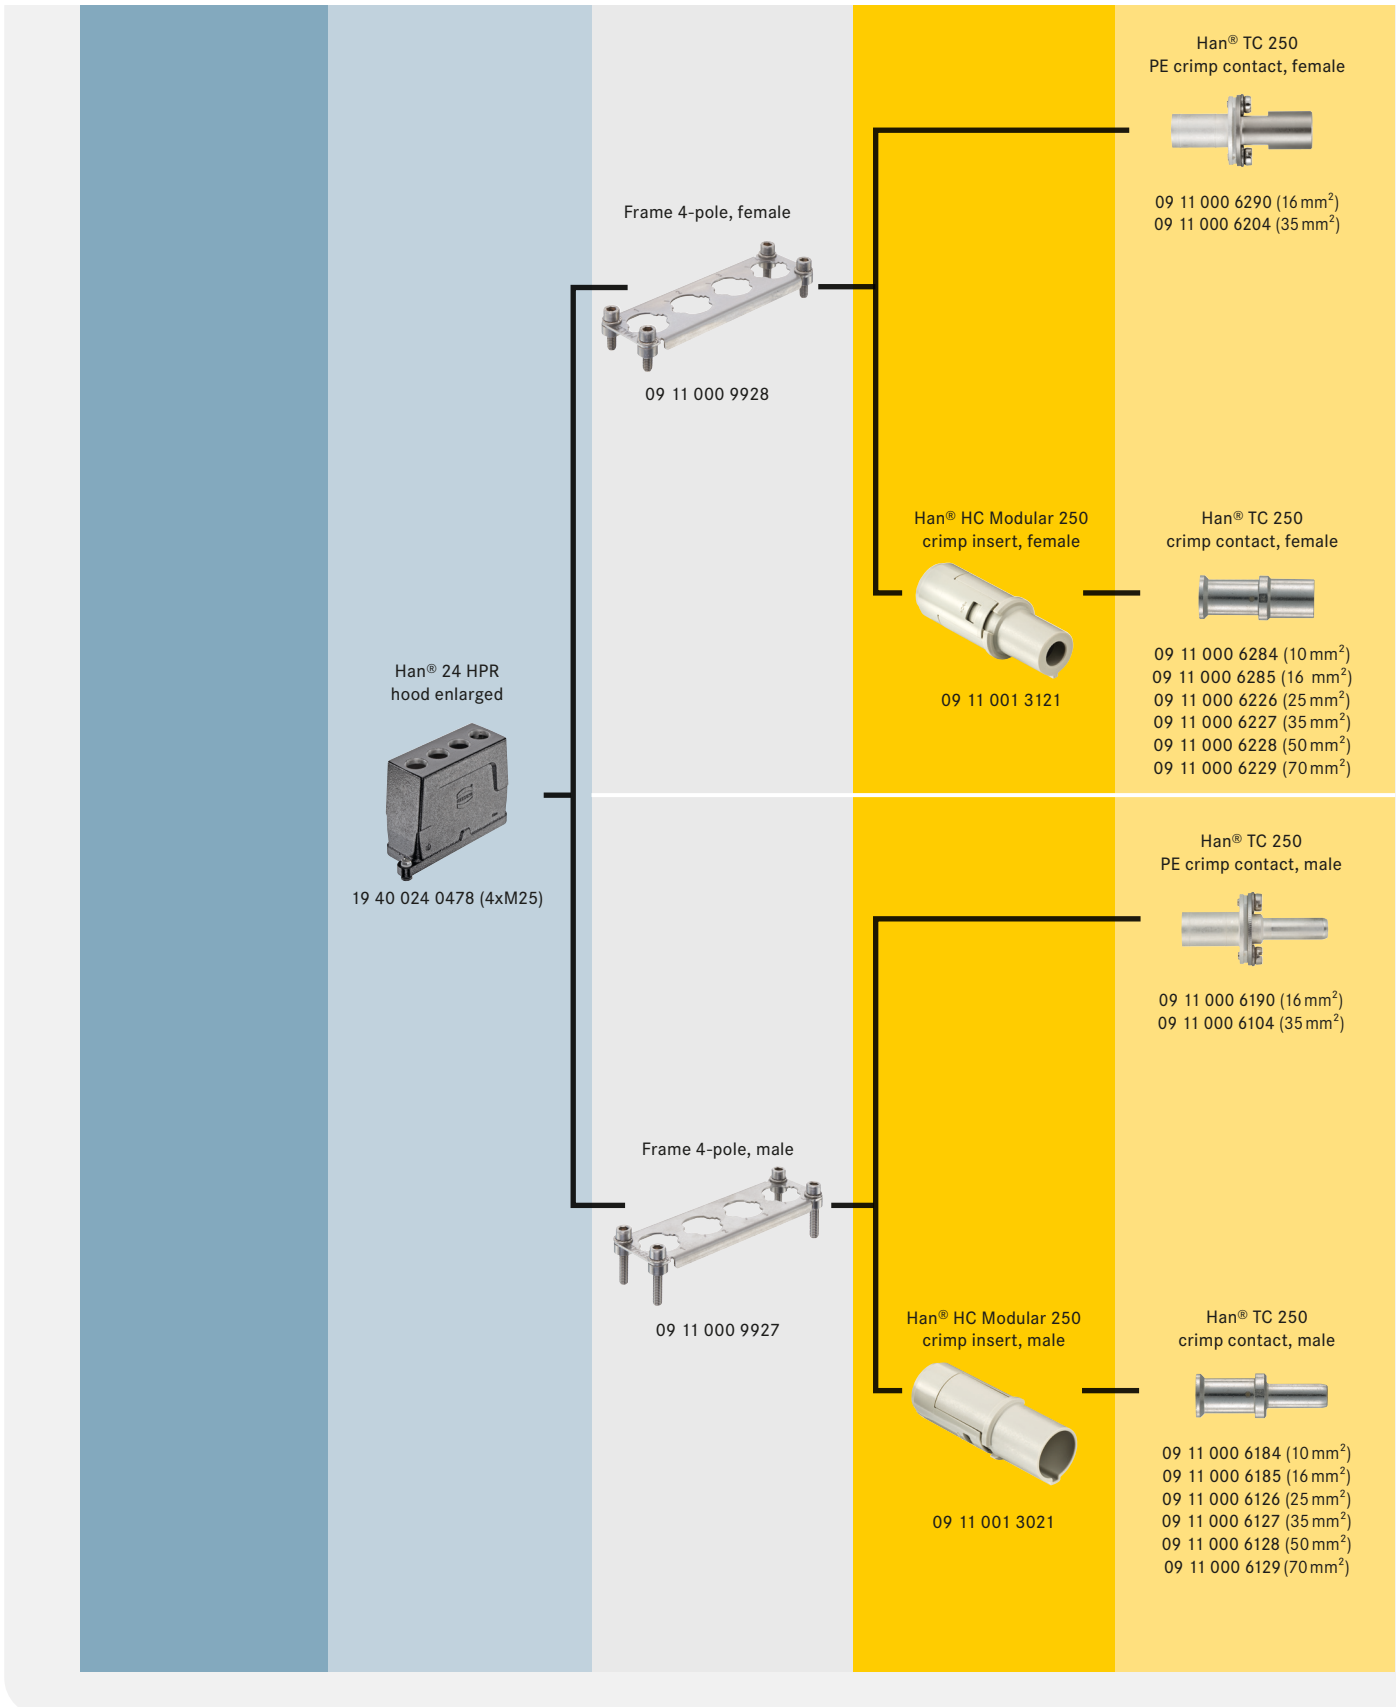 Han® TC 250
PE crimp contact, female
09 11 000 6290 (16 mm²)
09 11 000 6204 (35 mm²)
Frame 4-pole, female
09 11 000 9928
Han® HC Modular 250
crimp insert, female
09 11 001 3121
Han® TC 250
crimp contact, female
09 11 000 6284 (10 mm²)
09 11 000 6285 (16 mm²)
09 11 000 6226 (25 mm²)
09 11 000 6227 (35 mm²)
09 11 000 6228 (50 mm²)
09 11 000 6229 (70 mm²)
Han® 24 HPR
hood enlarged
19 40 024 0478 (4xM25)
Han® TC 250
PE crimp contact, male
09 11 000 6190 (16 mm²)
09 11 000 6104 (35 mm²)
Frame 4-pole, male
09 11 000 9927
Han® HC Modular 250
crimp insert, male
09 11 001 3021
Han® TC 250
crimp contact, male
09 11 000 6184 (10 mm²)
09 11 000 6185 (16 mm²)
09 11 000 6126 (25 mm²)
09 11 000 6127 (35 mm²)
09 11 000 6128 (50 mm²)
09 11 000 6129 (70 mm²)